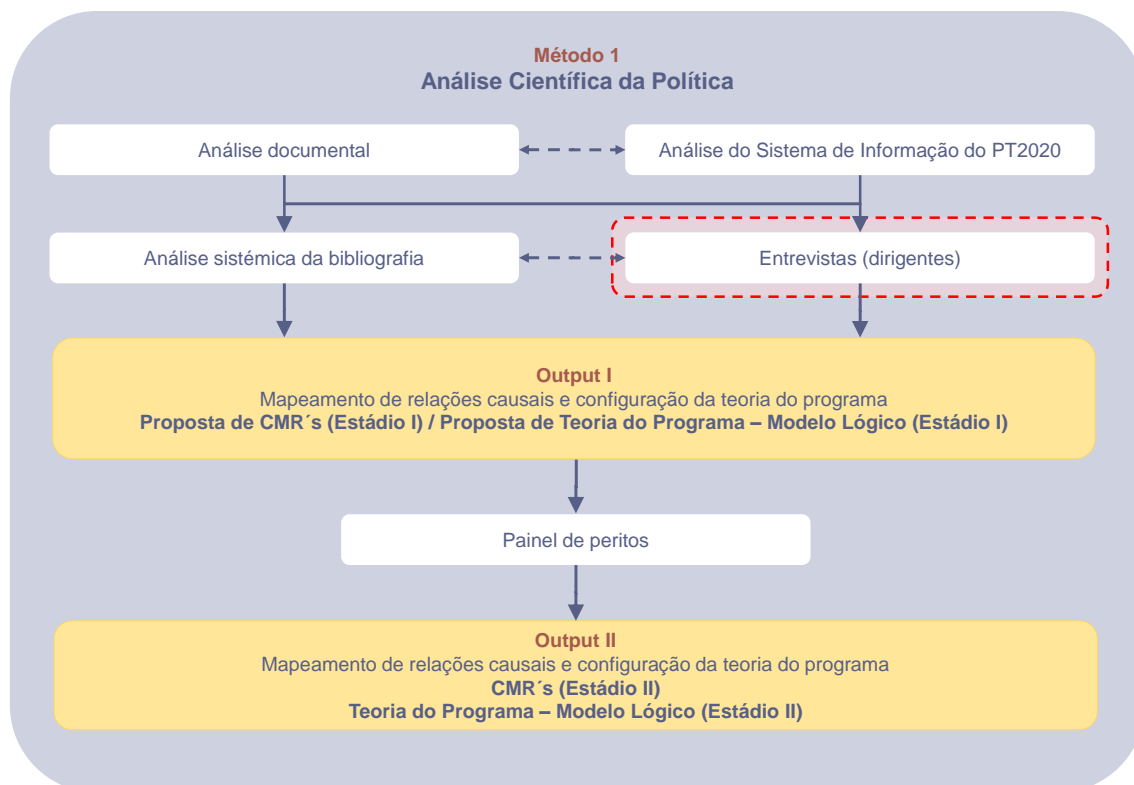 Método 1
Análise Científica da Política
Análise documental
Análise do Sistema de Informação do PT2020
Análise sistémica da bibliografia
Entrevistas (dirigentes)
Output I
Mapeamento de relações causais e configuração da teoria do programa
Proposta de CMR´s (Estádio I) / Proposta de Teoria do Programa – Modelo Lógico (Estádio I)
Painel de peritos
Output II
Mapeamento de relações causais e configuração da teoria do programa
CMR´s (Estádio II)
Teoria do Programa – Modelo Lógico (Estádio II)